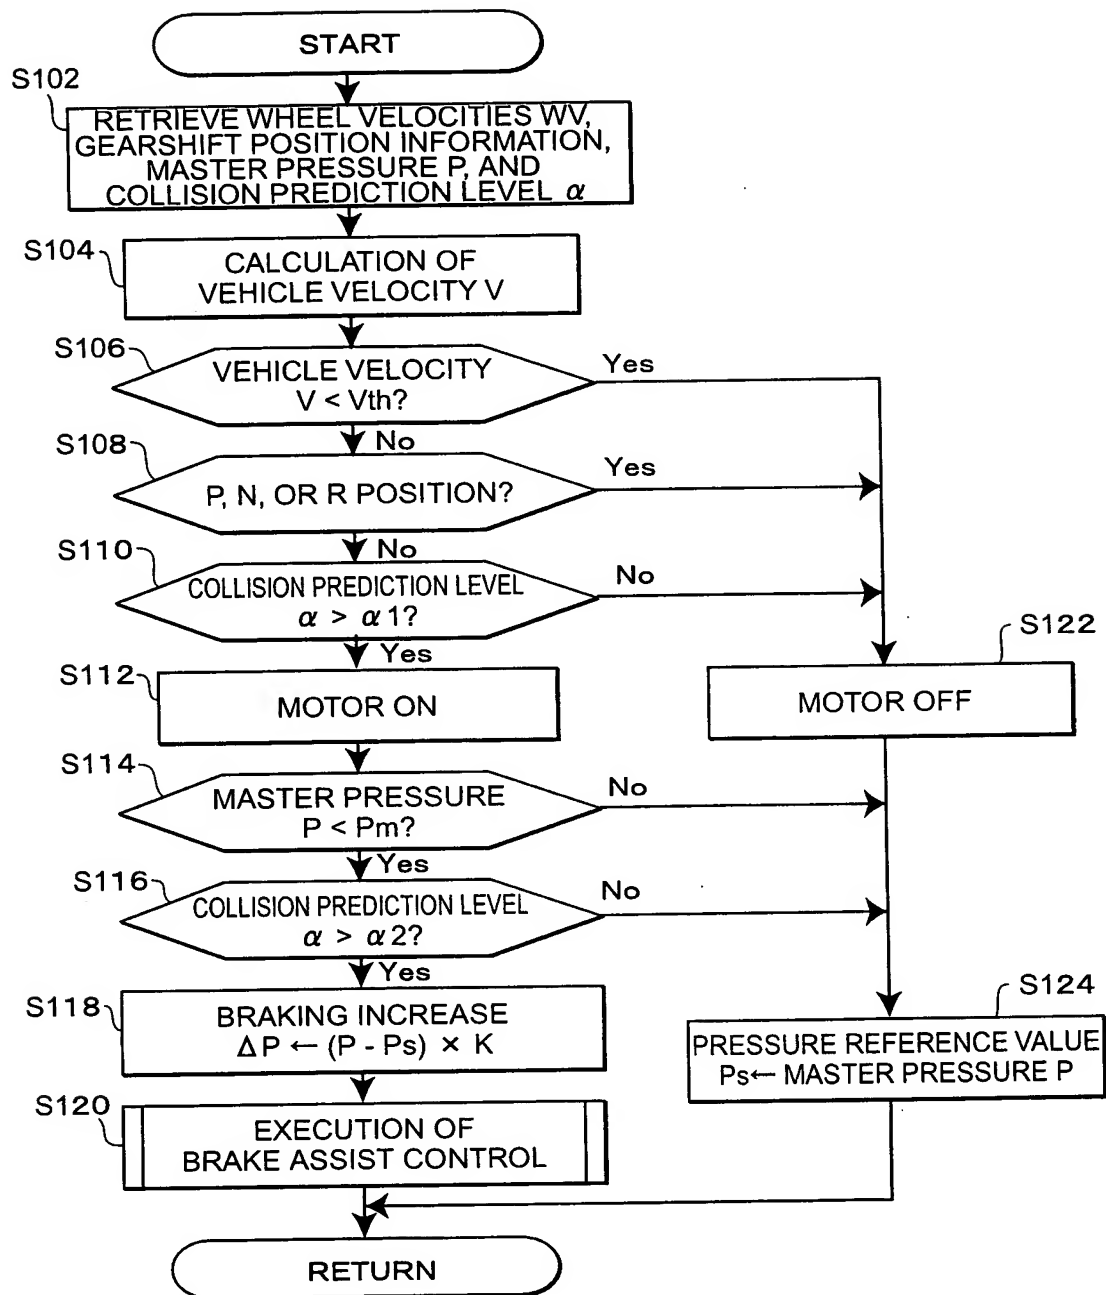 START
S102
RETRIEVE WHEEL VELOCITIES WV,
GEARSHIFT POSITION INFORMATION,
MASTER PRESSURE P, AND
COLLISION PREDICTION LEVEL α
S104
CALCULATION OF
VEHICLE VELOCITY V
S106
VEHICLE VELOCITY
V < Vth?
Yes
No
S108
P, N, OR R POSITION?
Yes
No
S110
COLLISION PREDICTION LEVEL
α > α1?
No
Yes
S112
MOTOR ON
S122
MOTOR OFF
S114
MASTER PRESSURE
P < Pm?
No
Yes
S116
COLLISION PREDICTION LEVEL
α > α2?
No
Yes
S118
BRAKING INCREASE
ΔP ← (P - Ps) × K
S124
PRESSURE REFERENCE VALUE
Ps← MASTER PRESSURE P
S120
EXECUTION OF
BRAKE ASSIST CONTROL
RETURN